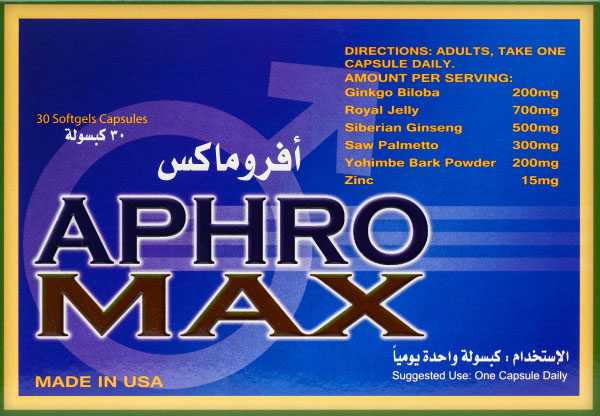 DIRECTIONS: ADULTS, TAKE ONE
CAPSULE DAILY.
AMOUNT PER SERVING:
Ginkgo Biloba 200mg
Royal Jelly 700mg
Siberian Ginseng 500mg
Saw Palmetto 300mg
Yohimbe Bark Powder 200mg
Zinc 15mg
30 Softgels Capsules
٣٠ كبسولة
أفروماكس
APHRO
MAX
الإستخدام : كبسولة واحدة يومياً
Suggested Use: One Capsule Daily
MADE IN USA